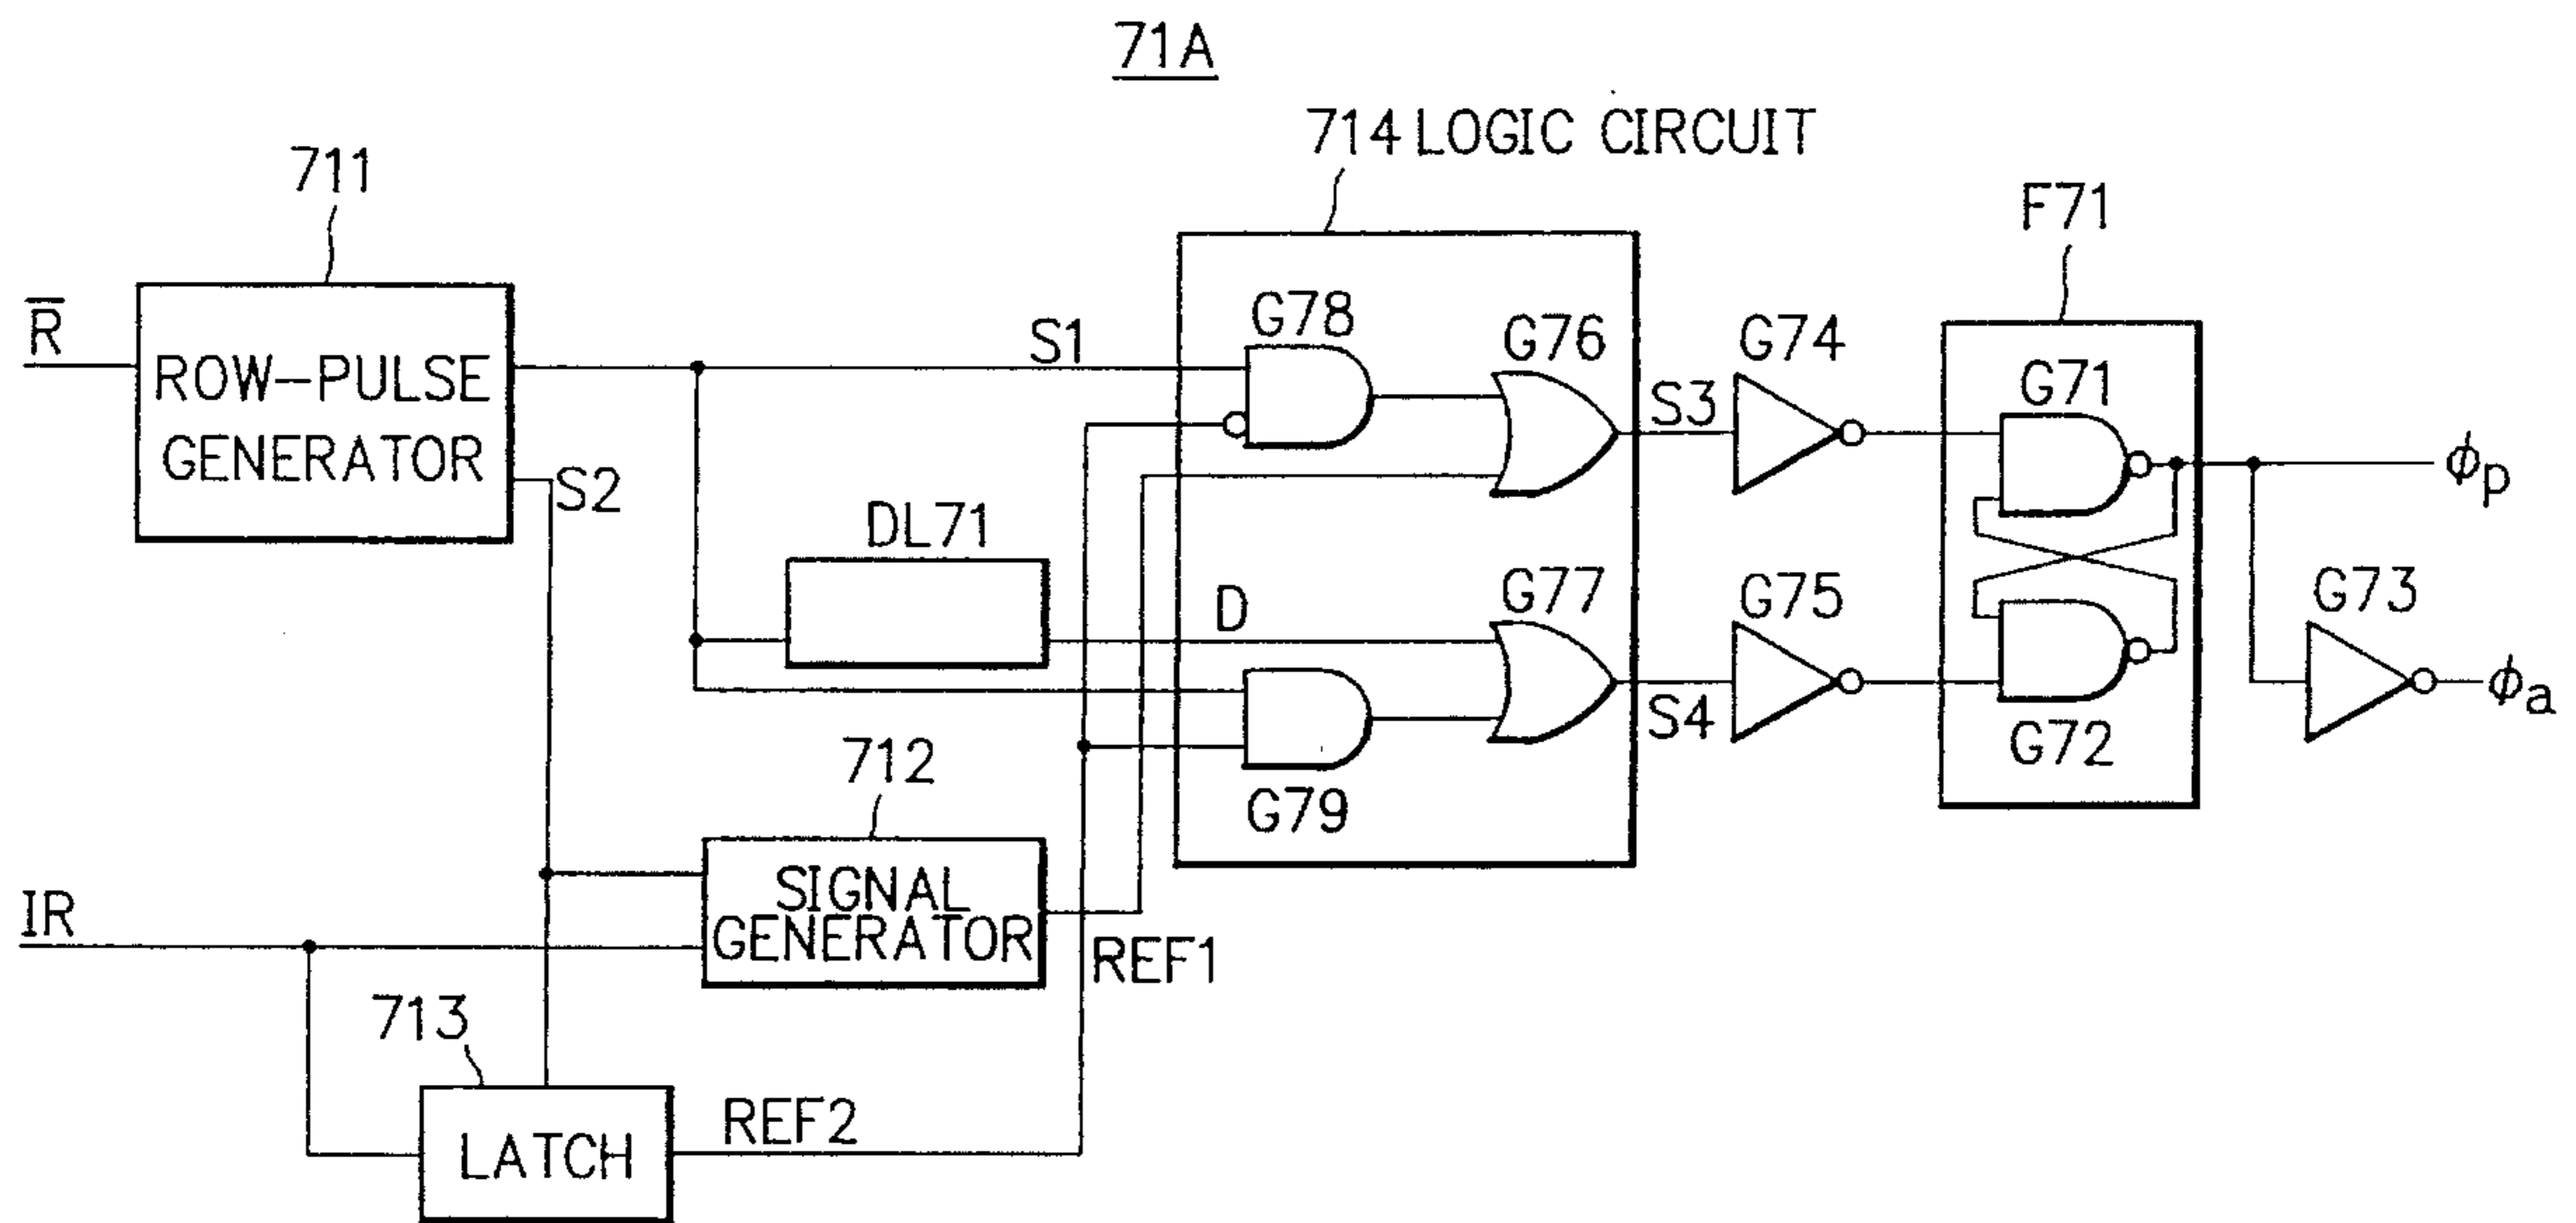 71A
714 LOGIC CIRCUIT
711
F71
R̅
ROW-PULSE
GENERATOR
S1
S2
G78
G76
S3
G74
G71
ϕp
DL71
D
G77
S4
G75
G72
G73
ϕa
G79
712
SIGNAL
GENERATOR
IR
REF1
713
LATCH
REF2